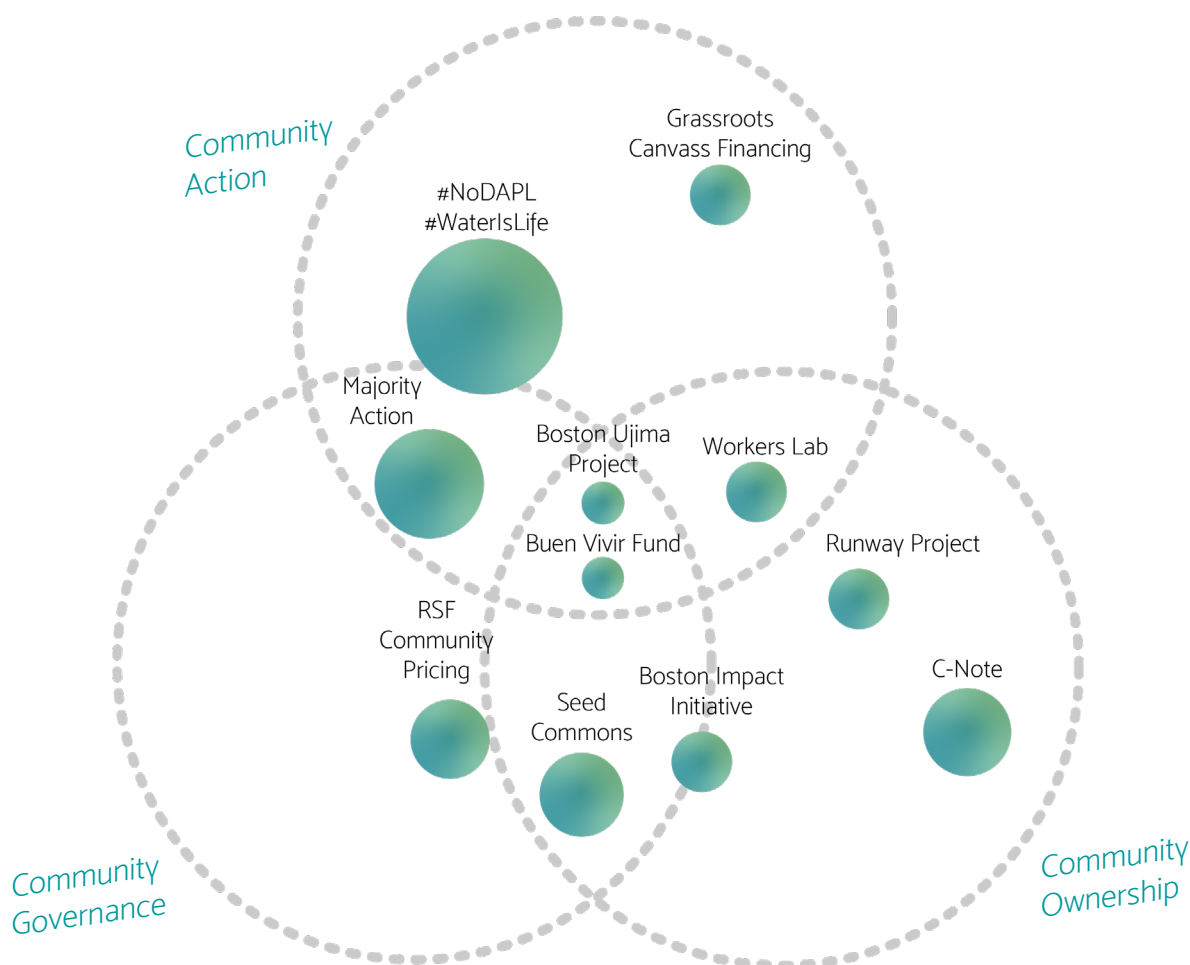 Grassroots
Canvass Financing
Community
Action
#NoDAPL
#WaterIsLife
Majority
Action
Boston Ujima
Project
Workers Lab
Buen Vivir Fund
Runway Project
RSF
Community
Pricing
Boston Impact
Initiative
C-Note
Seed
Commons
Community
Governance
Community
Ownership